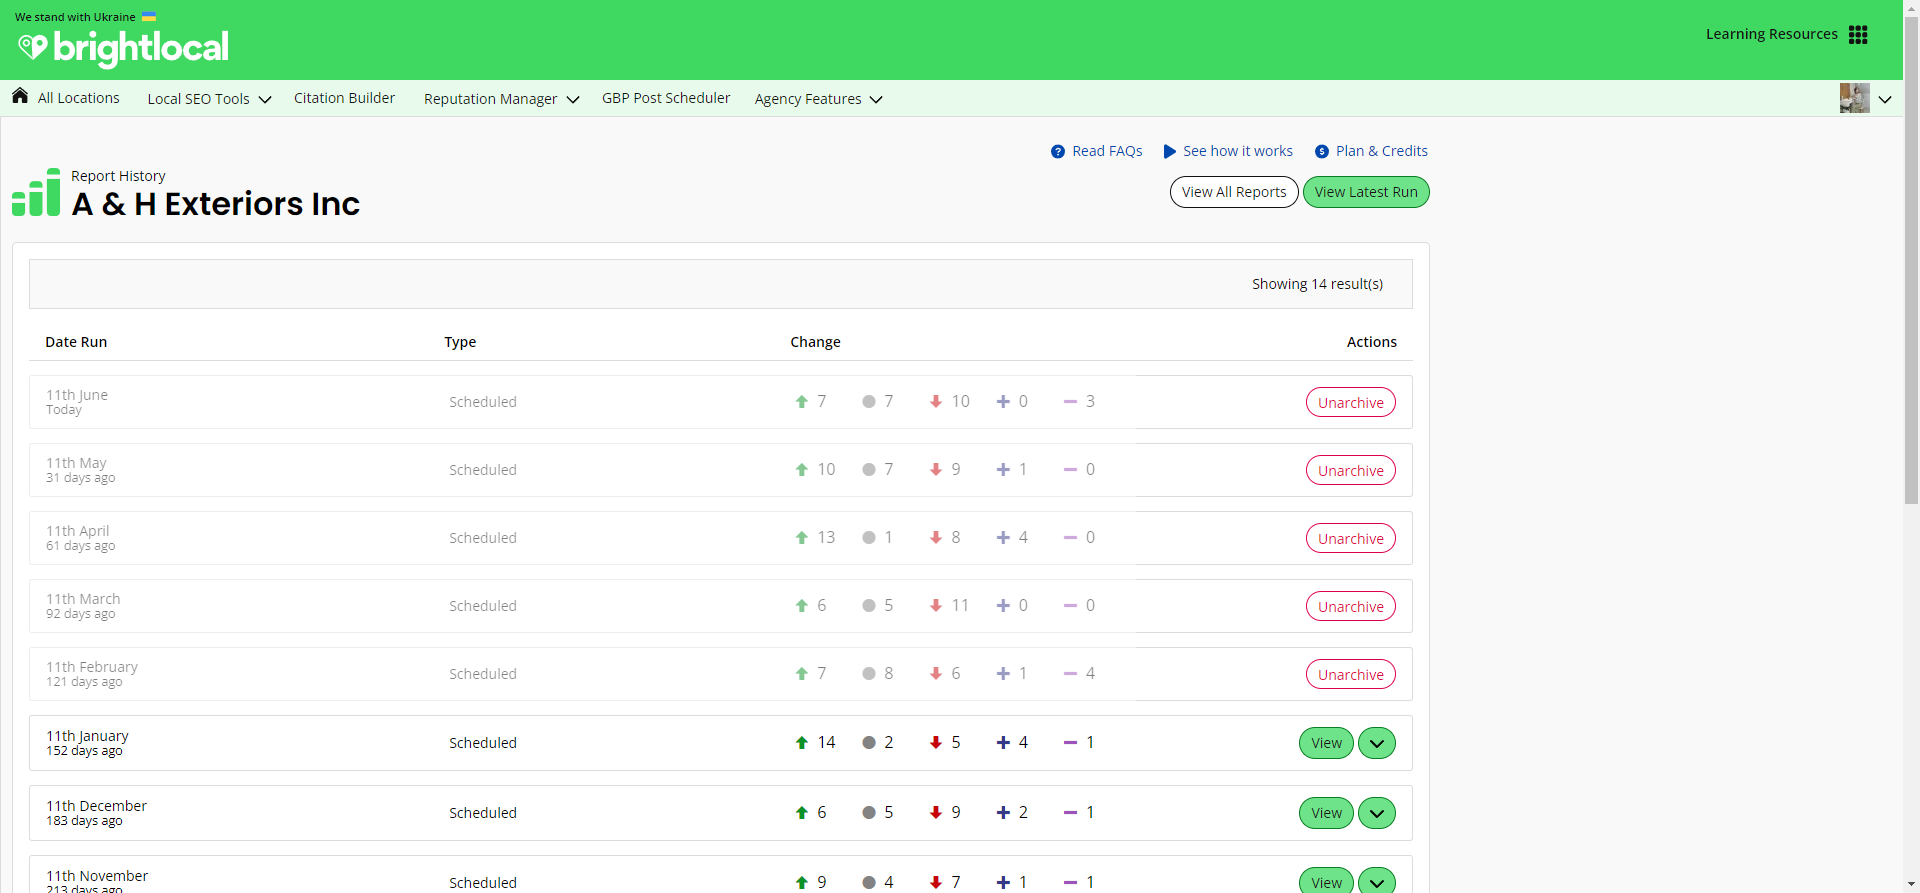 We stand with Ukraine
brightlocal
Learning Resources
All Locations Local SEO Tools Citation Builder Reputation Manager GBP Post Scheduler Agency Features
Read FAQs See how it works Plan & Credits
Report History
A & H Exteriors Inc
View All Reports View Latest Run
Showing 14 result(s)
Date Run Type Change Actions
11th June
Today
Scheduled 7 7 10 0 3 Unarchive
11th May
31 days ago
Scheduled 10 7 9 1 0 Unarchive
11th April
61 days ago
Scheduled 13 1 8 4 0 Unarchive
11th March
92 days ago
Scheduled 6 5 11 0 0 Unarchive
11th February
121 days ago
Scheduled 7 8 6 1 4 Unarchive
11th January
152 days ago
Scheduled 14 2 5 4 1 View
11th December
183 days ago
Scheduled 6 5 9 2 1 View
11th November
213 days ago
Scheduled 9 4 7 1 1 View